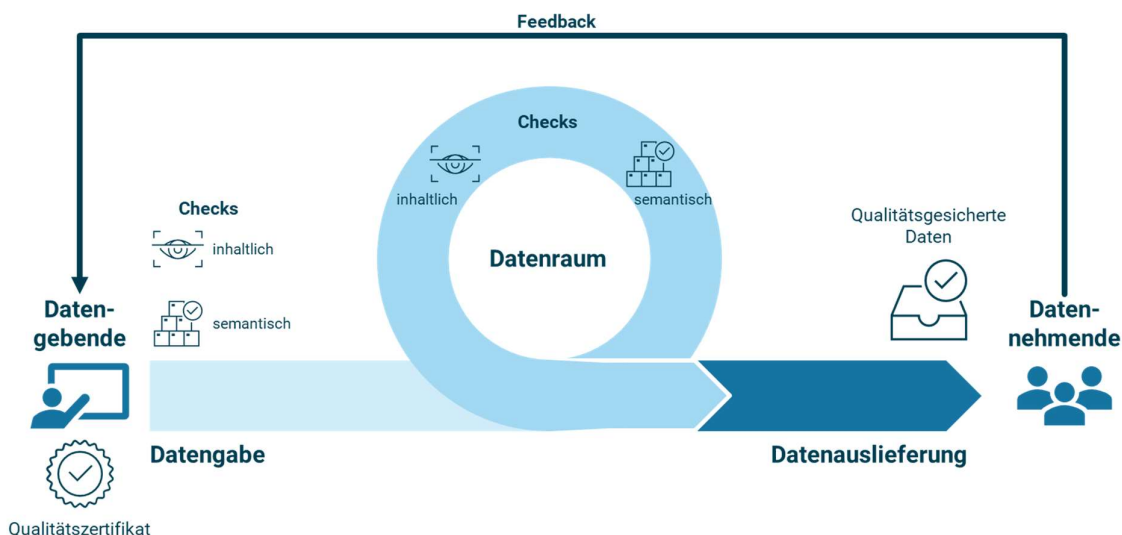 Feedback
Checks
inhaltlich
semantisch
Datenraum
Checks
inhaltlich
semantisch
Qualitätsgesicherte
Daten
Daten-
gebende
Daten-
nehmende
Datengabe
Datenauslieferung
Qualitätszertifikat